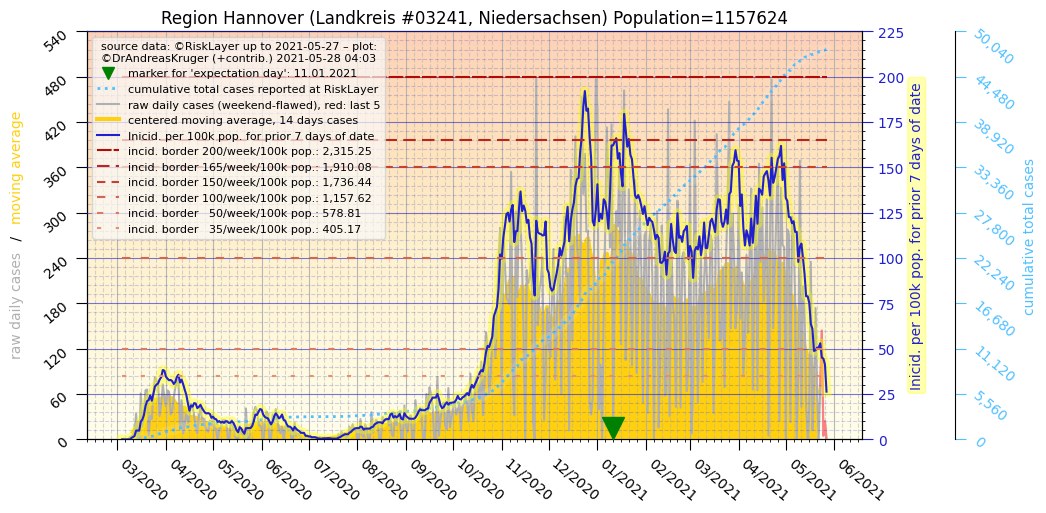 Region Hannover (Landkreis #03241, Niedersachsen) Population=1157624
source data: ©RiskLayer up to 2021-05-27 – plot:
©DrAndreasKruger (+contrib.) 2021-05-28 04:03
marker for 'expectation day': 11.01.2021
cumulative total cases reported at RiskLayer
raw daily cases (weekend-flawed), red: last 5
centered moving average, 14 days cases
Inicid. per 100k pop. for prior 7 days of date
incid. border 200/week/100k pop.: 2,315.25
incid. border 165/week/100k pop.: 1,910.08
incid. border 150/week/100k pop.: 1,736.44
incid. border 100/week/100k pop.: 1,157.62
incid. border 50/week/100k pop.: 578.81
incid. border 35/week/100k pop.: 405.17
raw daily cases / moving average
540
480
420
360
300
240
180
120
60
0
225
200
175
150
125
100
75
50
25
0
Inicid. per 100k pop. for prior 7 days of date
50,040
44,480
38,920
33,360
27,800
22,240
16,680
11,120
5,560
0
cumulative total cases
03/2020
04/2020
05/2020
06/2020
07/2020
08/2020
09/2020
10/2020
11/2020
12/2020
01/2021
02/2021
03/2021
04/2021
05/2021
06/2021